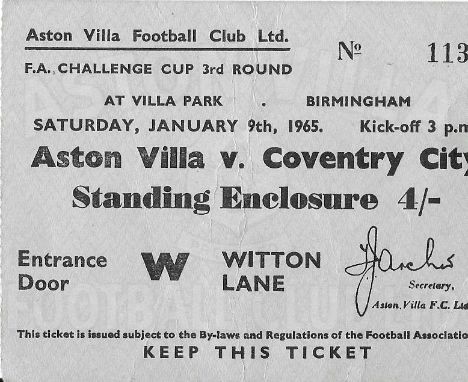 Aston Villa Football Club Ltd.
Nº 113
F.A. CHALLENGE CUP 3rd ROUND
AT VILLA PARK . BIRMINGHAM
SATURDAY, JANUARY 9th, 1965. Kick-off 3 p.m
Aston Villa v. Coventry City
Standing Enclosure 4/-
Entrance Door W WITTON LANE
J. Archer
Secretary,
Aston Villa F.C. Ltd
This ticket is issued subject to the By-laws and Regulations of the Football Association
KEEP THIS TICKET